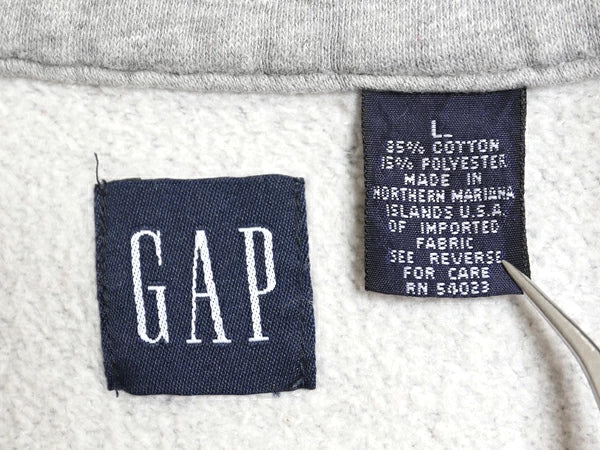 GAP
L
85% COTTON
15% POLYESTER
MADE IN
NORTHERN MARIANA
ISLANDS U.S.A.
OF IMPORTED
FABRIC
SEE REVERSE
FOR CARE
RN 54023